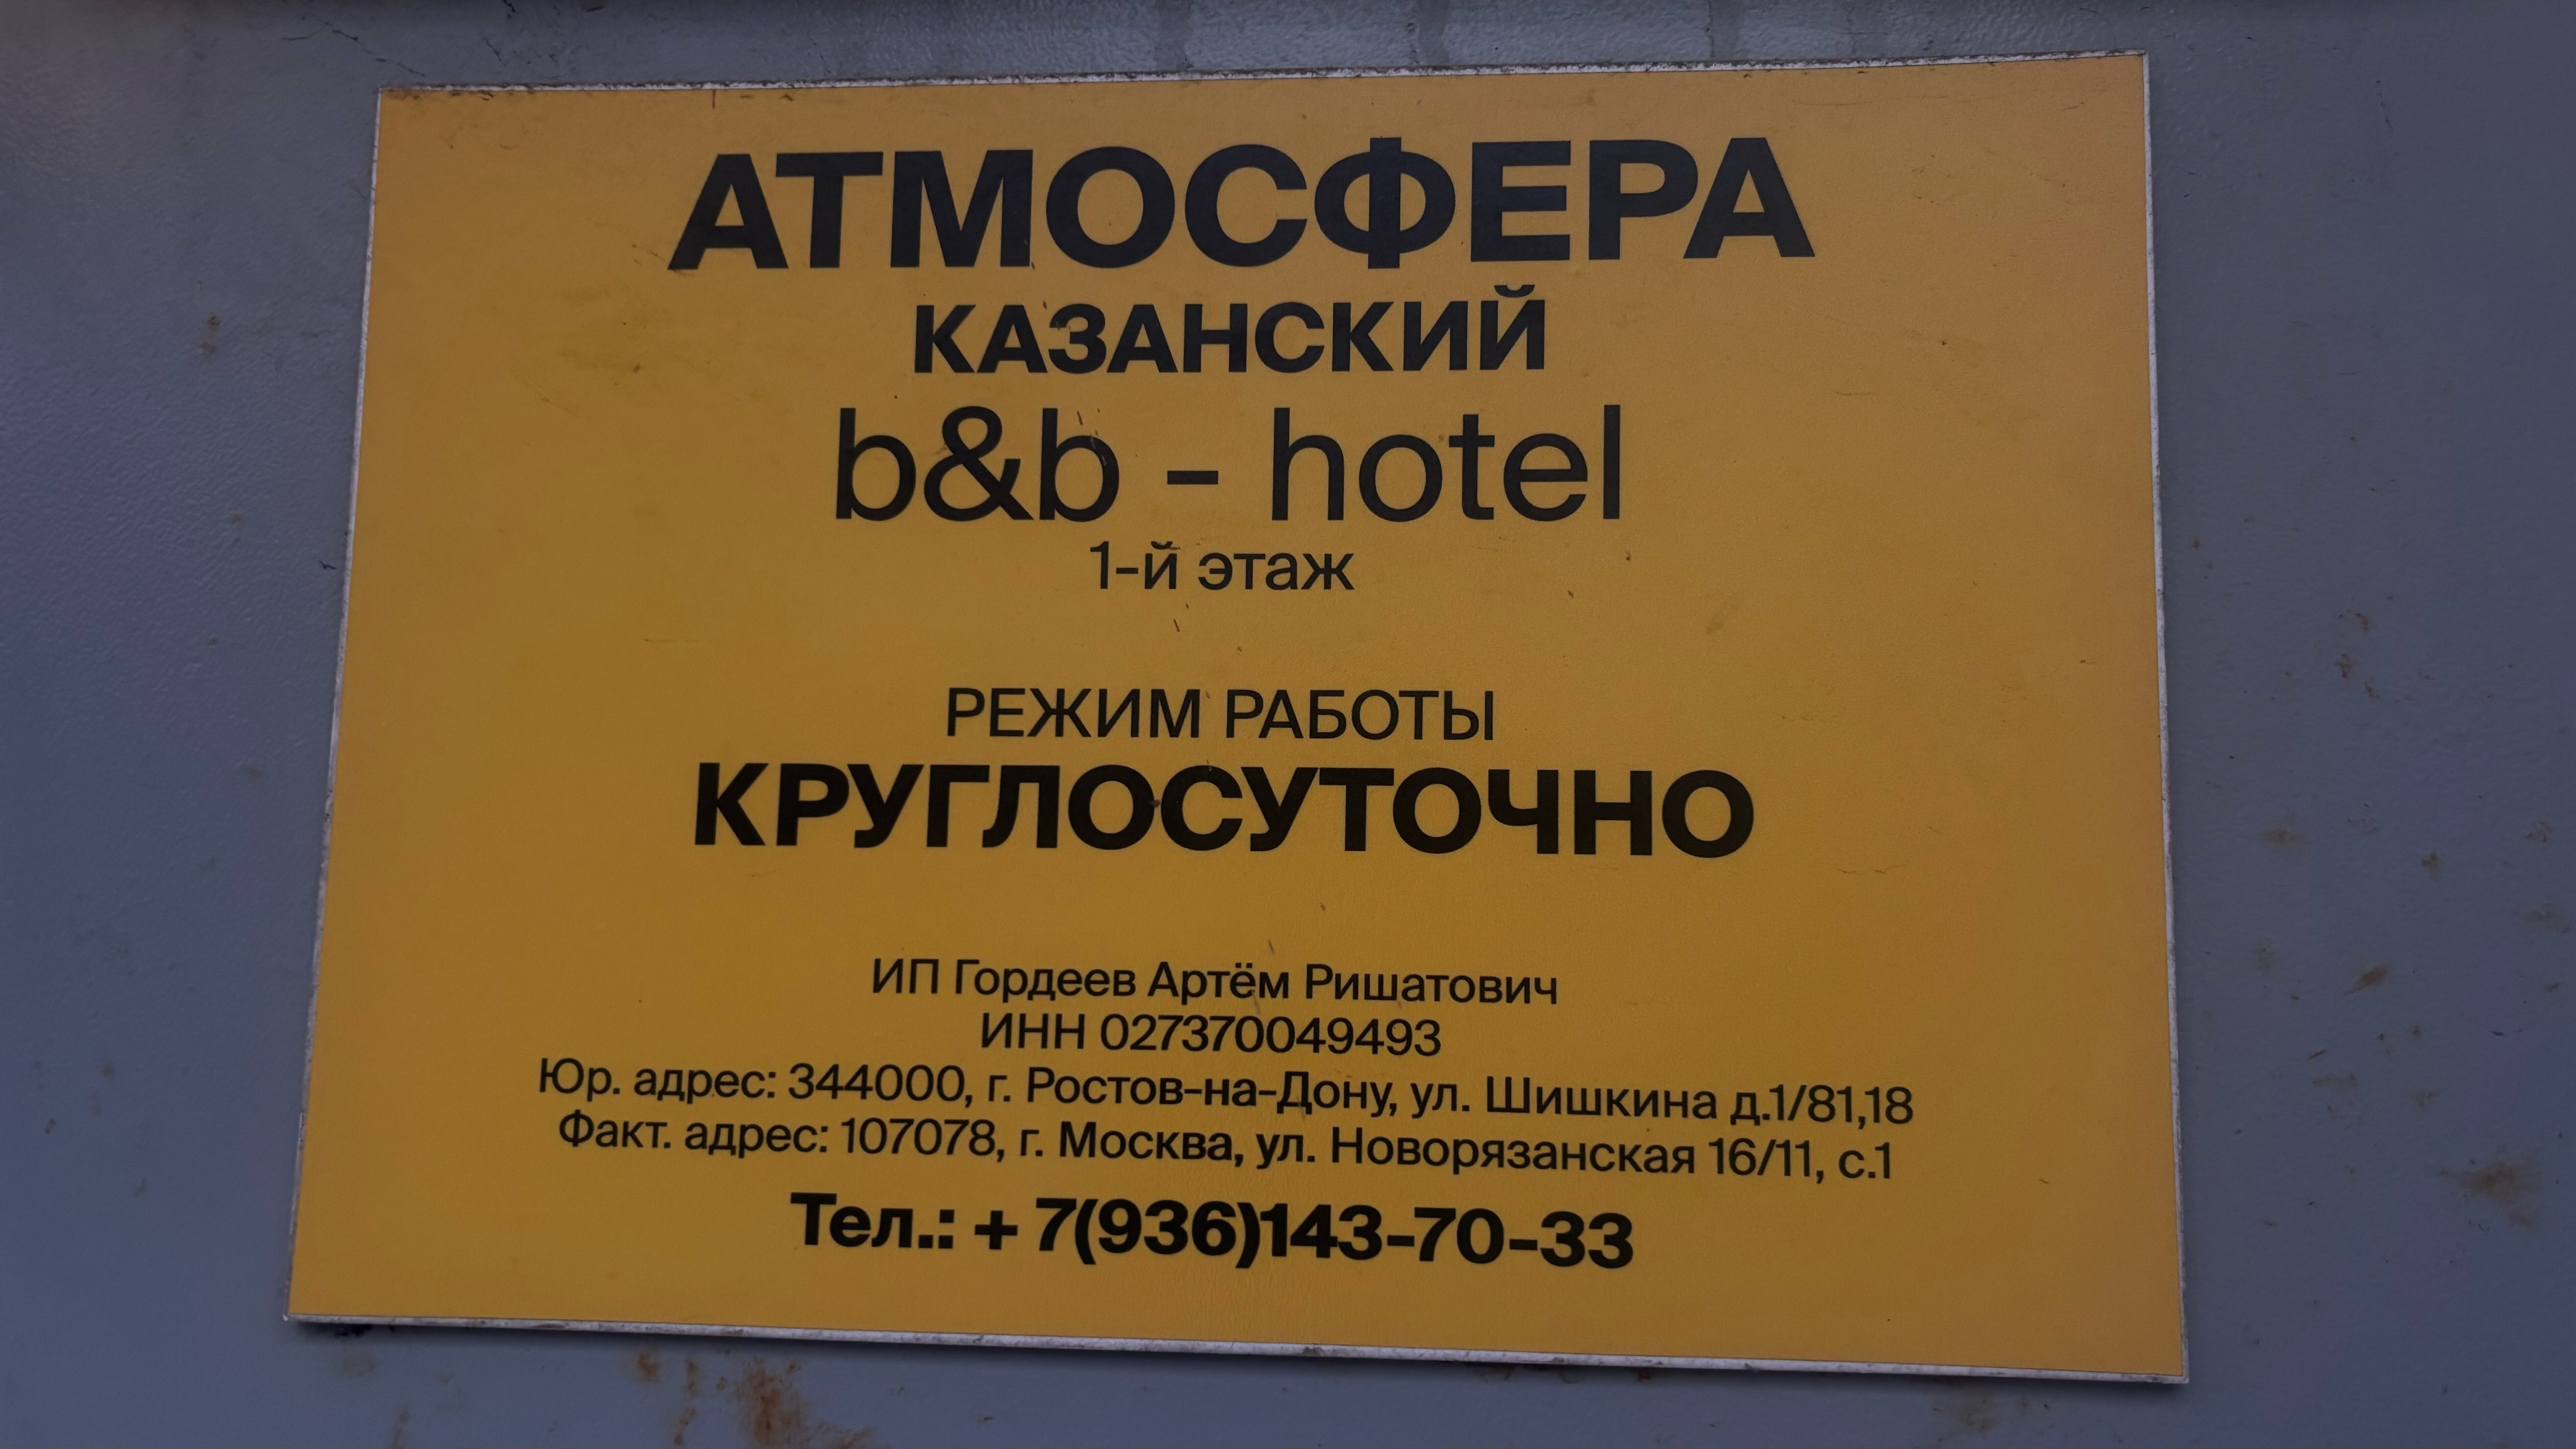 АТМОСФЕРА
КАЗАНСКИЙ
b&b - hotel
1-й этаж
РЕЖИМ РАБОТЫ
КРУГЛОСУТОЧНО
ИП Гордеев Артём Ришатович
ИНН 027370049493
Юр. адрес: 344000, г. Ростов-на-Дону, ул. Шишкина д.1/81,18
Факт. адрес: 107078, г. Москва, ул. Новорязанская 16/11, с.1
Тел.: + 7(936)143-70-33